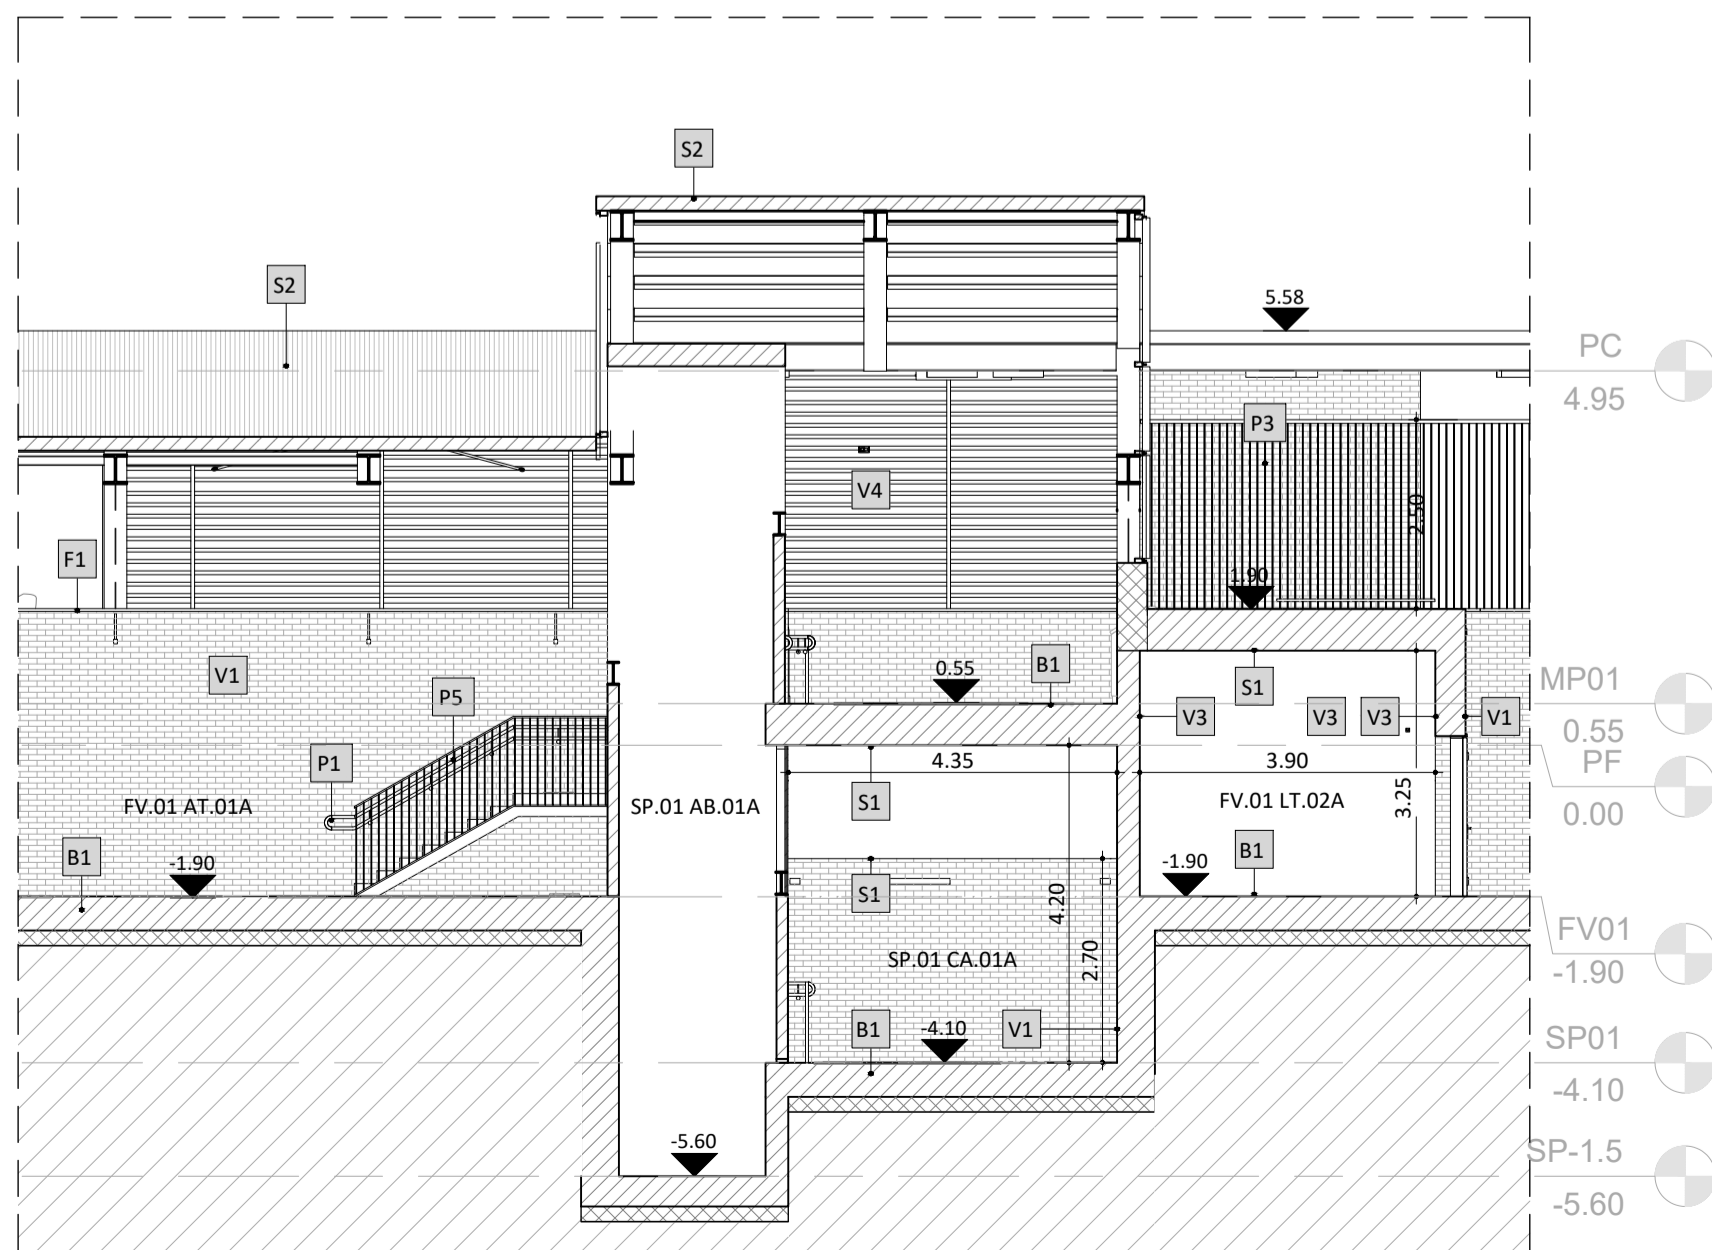 S2
S2
5.58
PC
4.95
P3
V4
2.50
F1
1.90
B1
0.55
V1
S1
MP01
P5
V3
V3
V3
V1
0.55
PF
P1
4.35
3.90
FV.01 AT.01A
SP.01 AB.01A
S1
FV.01 LT.02A
3.25
0.00
B1
-1.90
B1
-1.90
S1
4.20
FV01
2.70
SP.01 CA.01A
-1.90
B1
-4.10
V1
SP01
-4.10
-5.60
SP-1.5
-5.60